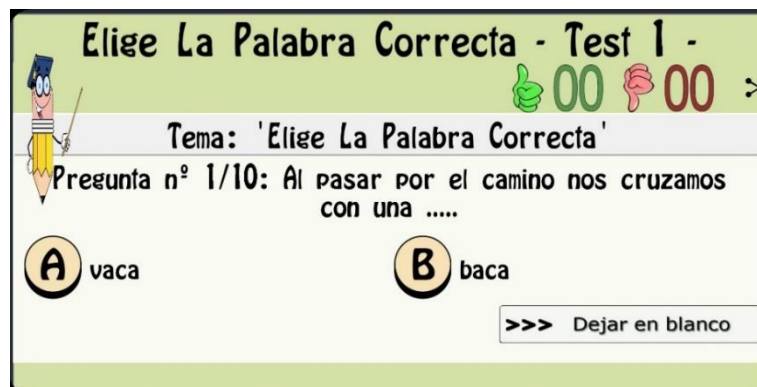 Elige La Palabra Correcta - Test 1 -
00 00
Tema: 'Elige La Palabra Correcta'
Pregunta nº 1/10: Al pasar por el camino nos cruzamos
con una .....
A vaca
B baca
>>> Dejar en blanco